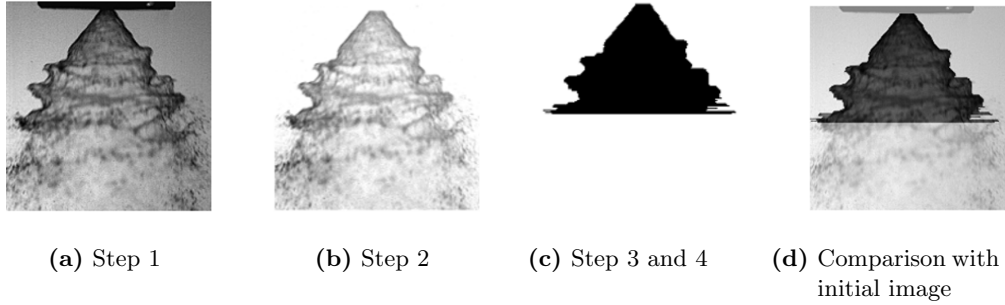 (a) Step 1
(b) Step 2
(c) Step 3 and 4
(d) Comparison with
initial image